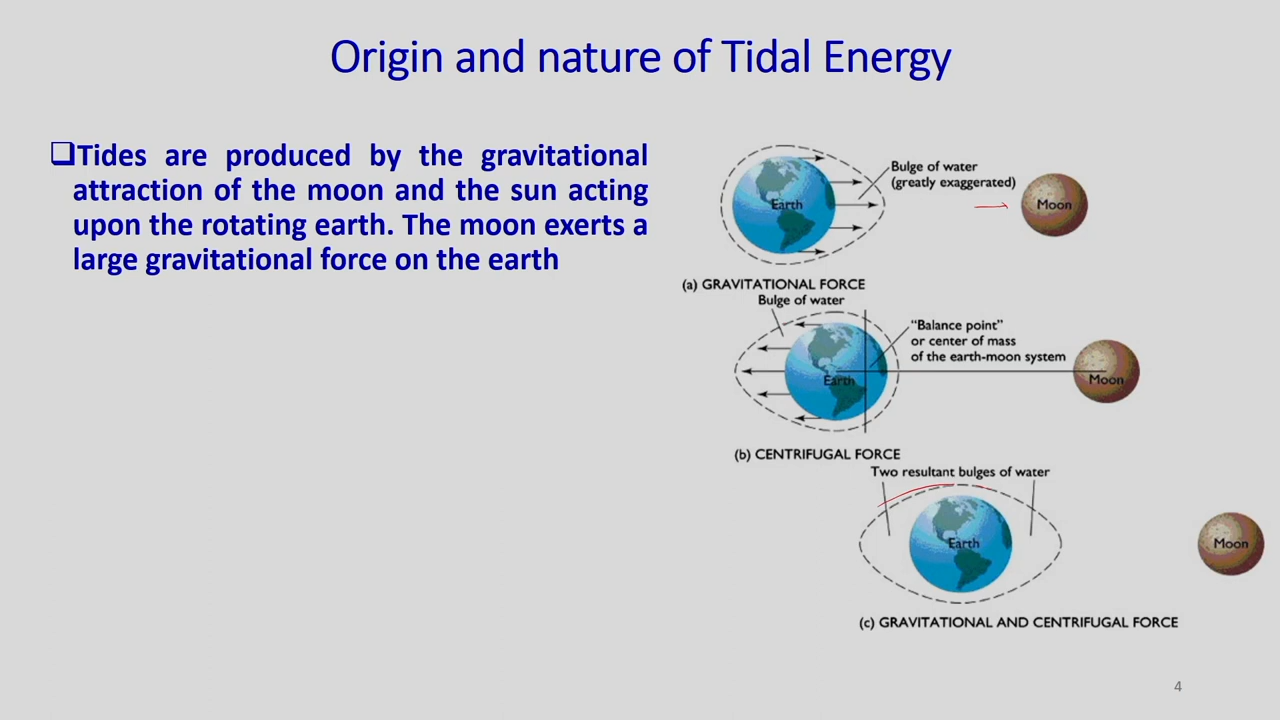 Origin and nature of Tidal Energy
Tides are produced by the gravitational
attraction of the moon and the sun acting
upon the rotating earth. The moon exerts a
large gravitational force on the earth
Bulge of water
(greatly exaggerated)
Earth
Moon
(a) GRAVITATIONAL FORCE
Bulge of water
"Balance point"
or center of mass
of the earth-moon system
Earth
Moon
(b) CENTRIFUGAL FORCE
Two resultant bulges of water
Earth
Moon
(c) GRAVITATIONAL AND CENTRIFUGAL FORCE
4